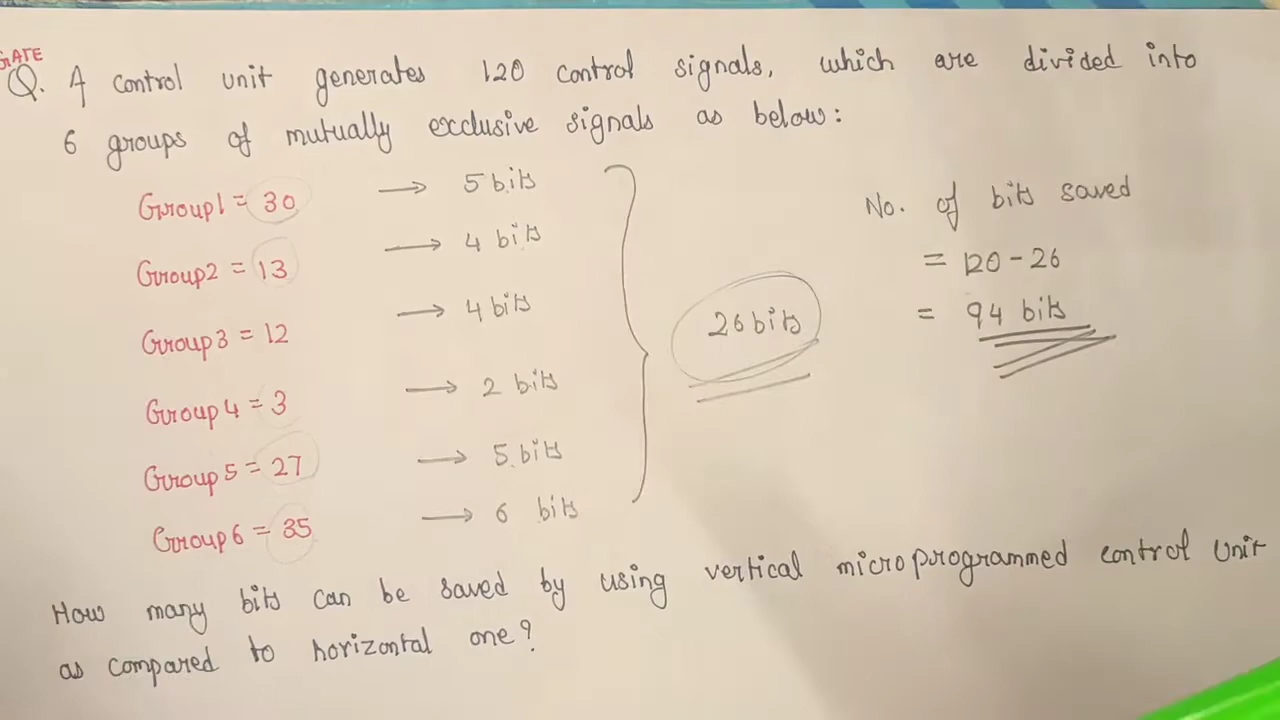 GATE
Q. A control unit generates 120 control signals, which are divided into
6 groups of mutually exclusive signals as below:
Group1 = 30 → 5 bits
Group2 = 13 → 4 bits
Group3 = 12 → 4 bits
Group4 = 3 → 2 bits
Group5 = 27 → 5 bits
Group6 = 35 → 6 bits
26 bits
No. of bits saved
= 120 - 26
= 94 bits
How many bits can be saved by using vertical microprogrammed control Unit
as compared to horizontal one?